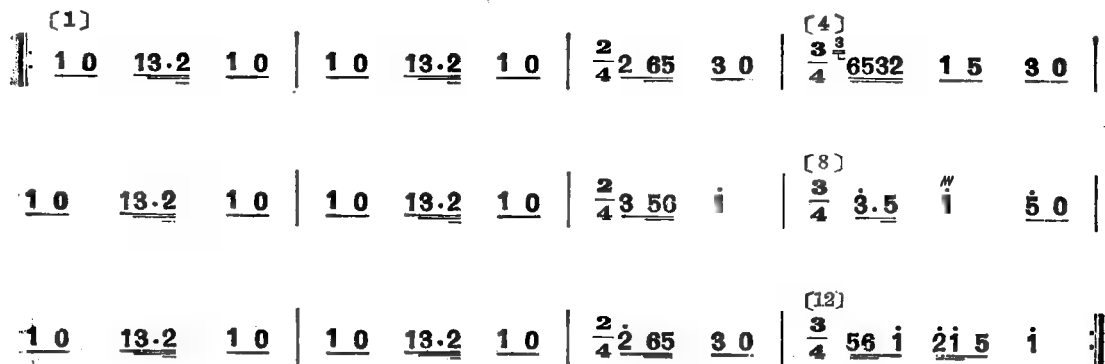 〔1〕 〔4〕
1 0 13·2 1 0 | 1 0 13·2 1 0 | 2/4 2 65 3 0 | 3/4 3 6532 1 5 3 0 |
〔8〕
1 0 13·2 1 0 | 1 0 13·2 1 0 | 2/4 3 56 i | 3/4 3̇.5 i 5̇ 0 |
〔12〕
1 0 13·2 1 0 | 1 0 13·2 1 0 | 2/4 2̇ 65 3 0 | 3/4 56 i 2̇i 5 i :|